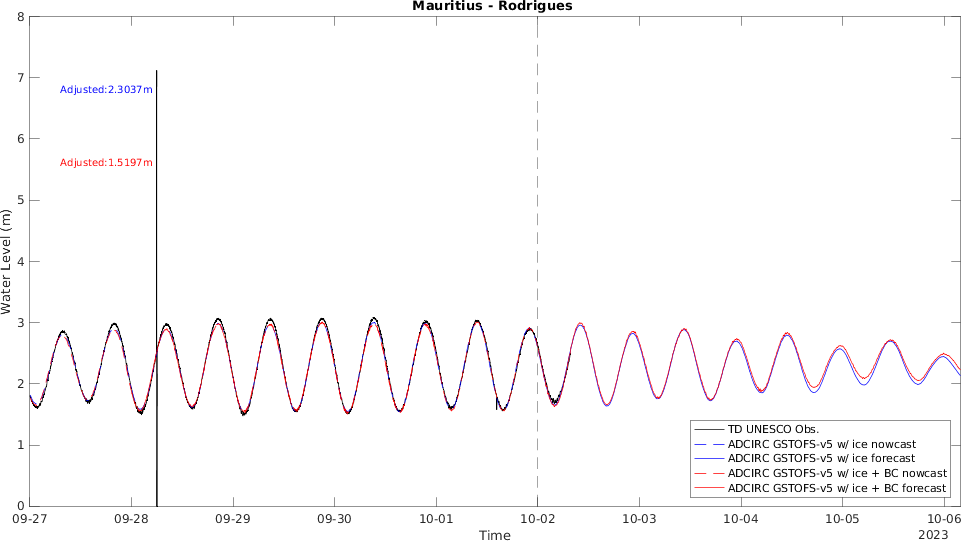 Mauritius - Rodrigues
8
7
6
5
4
3
2
1
0
Water Level (m)
Adjusted:2.3037m
Adjusted:1.5197m
TD UNESCO Obs.
ADCIRC GSTOFS-v5 w/ ice nowcast
ADCIRC GSTOFS-v5 w/ ice forecast
ADCIRC GSTOFS-v5 w/ ice + BC nowcast
ADCIRC GSTOFS-v5 w/ ice + BC forecast
09-27 09-28 09-29 09-30 10-01 10-02 10-03 10-04 10-05 10-06
Time
2023